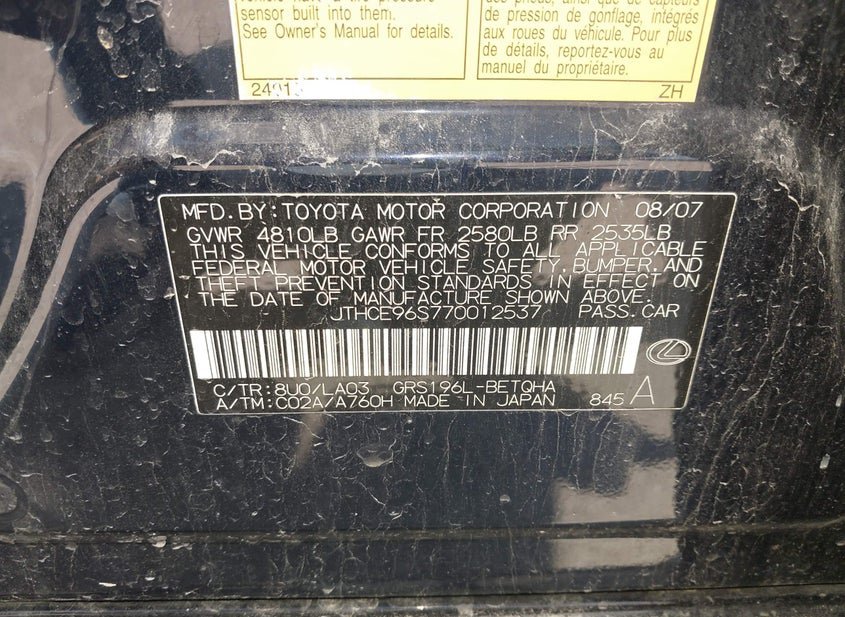 sensor built into them.
See Owner's Manual for details.
de pression de gonflage, intégrés
aux roues du véhicule. Pour plus
de détails, reportez-vous au
manuel du propriétaire.
ZH
MFD. BY: TOYOTA MOTOR CORPORATION 08/07
GVWR 4810LB GAWR FR 2580LB RR 2535LB
THIS VEHICLE CONFORMS TO ALL APPLICABLE
FEDERAL MOTOR VEHICLE SAFETY, BUMPER, AND
THEFT PREVENTION STANDARDS IN EFFECT ON
THE DATE OF MANUFACTURE SHOWN ABOVE.
JTHCE96S770012537 PASS. CAR
C/TR: 8U0/LA03 GRS196L-BETQHA
A/TM: C02A/A760H MADE IN JAPAN 845 A